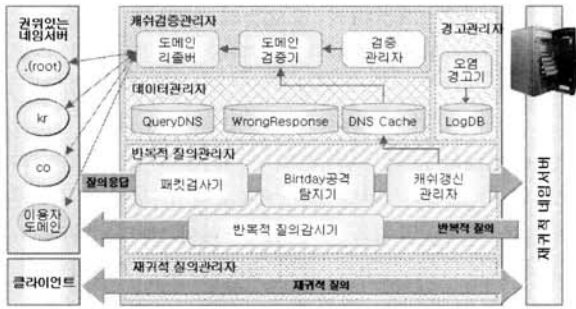 권위있는
네임서버
.(root)
kr
co
이용자
도메인
클라이언트
캐쉬검증관리자
도메인
리졸버
도메인
검증기
검증
관리자
경고관리자
오염
경고기
데이터관리자
QueryDNS
WrongResponse
DNS Cache
LogDB
반복적 질의관리자
질의응답
패킷검사기
Birtday공격
탐지기
캐쉬갱신
관리자
반복적 질의감시기
반복적 질의
재귀적 질의관리자
재귀적 질의
재귀적 네임서버